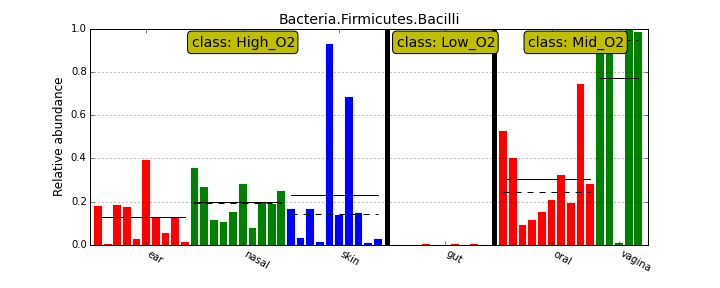 Bacteria.Firmicutes.Bacilli
class: High_O2
class: Low_O2
class: Mid_O2
Relative abundance
1.0
0.8
0.6
0.4
0.2
0.0
ear
nasal
skin
gut
oral
vagina